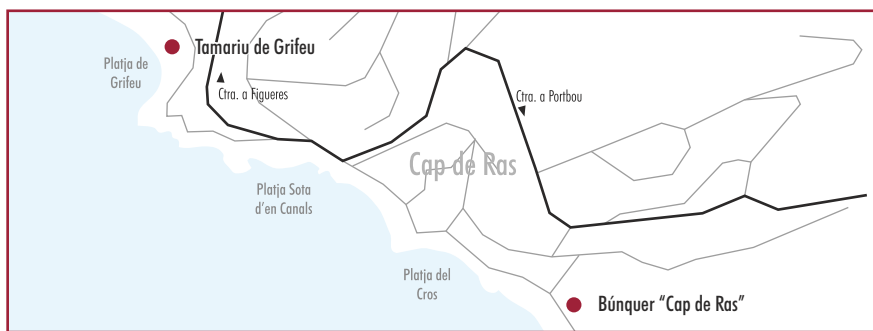 Tamariu de Grifeu
Platja de
Grifeu
Ctra. a Figueres
Ctra. a Portbou
Cap de Ras
Platja Sota
d'en Canals
Platja del
Cros
Búnquer “Cap de Ras”